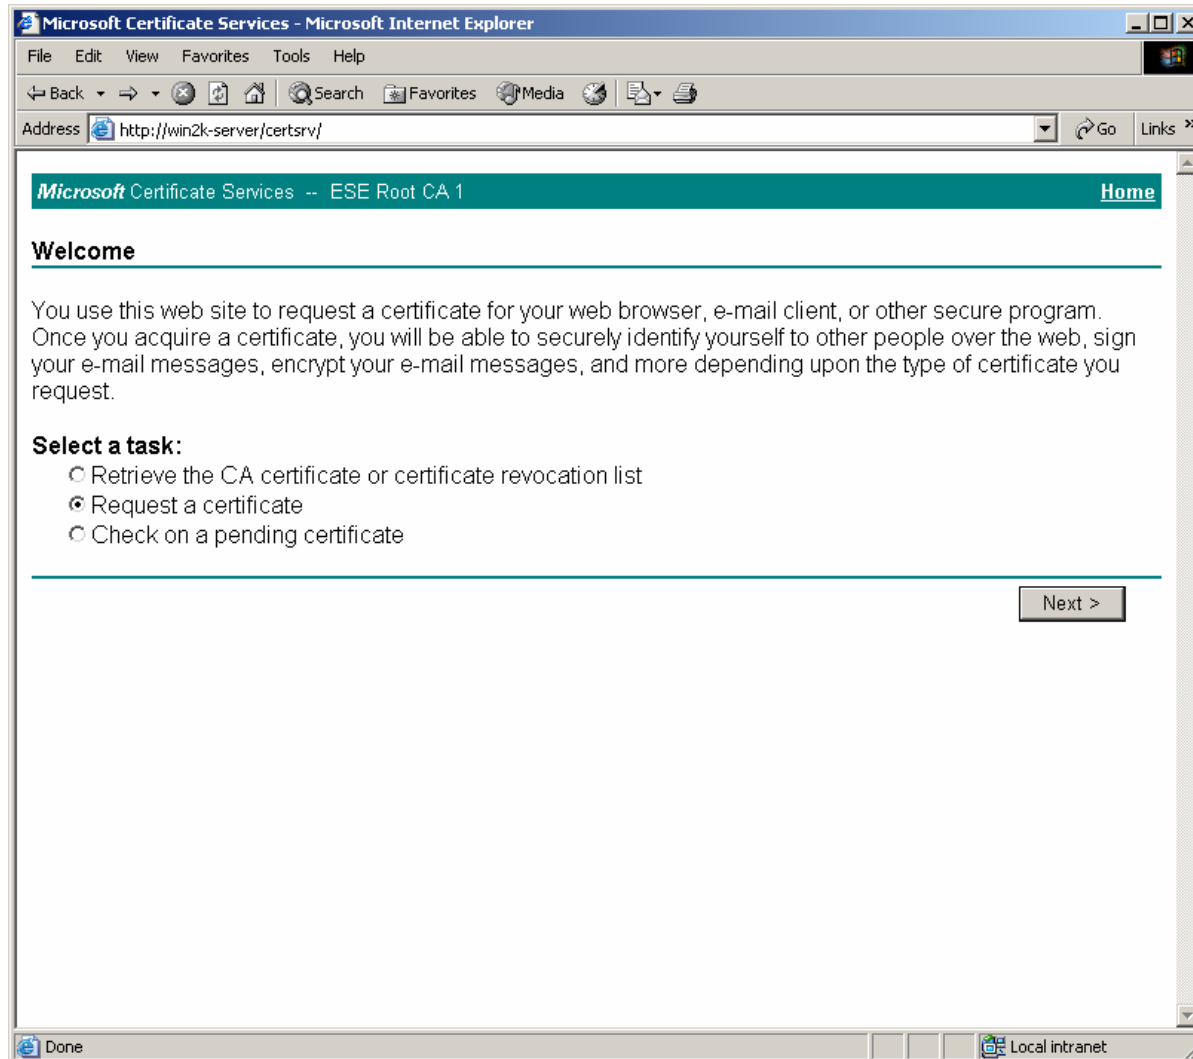 Microsoft Certificate Services - Microsoft Internet Explorer
File Edit View Favorites Tools Help
Back Search Favorites Media
Address http://win2k-server/certsrv/ Go Links »
Microsoft Certificate Services -- ESE Root CA 1 Home
Welcome
You use this web site to request a certificate for your web browser, e-mail client, or other secure program.
Once you acquire a certificate, you will be able to securely identify yourself to other people over the web, sign
your e-mail messages, encrypt your e-mail messages, and more depending upon the type of certificate you
request.
Select a task:
Retrieve the CA certificate or certificate revocation list
Request a certificate
Check on a pending certificate
Next >
Done Local intranet